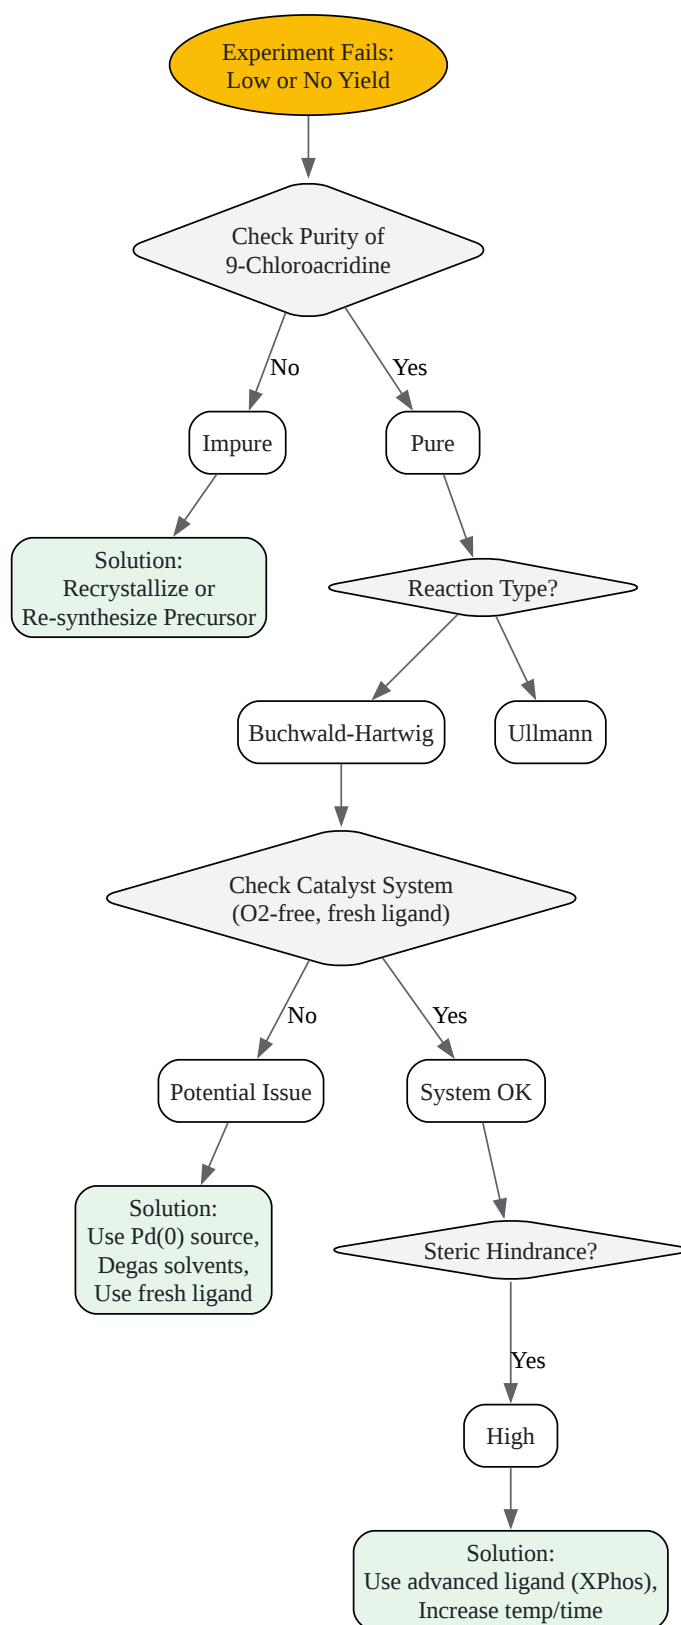 Experiment Fails:
Low or No Yield
Check Purity of
9-Chloroacridine
No
Yes
Impure
Pure
Solution:
Recrystallize or
Re-synthesize Precursor
Reaction Type?
Buchwald-Hartwig
Ullmann
Check Catalyst System
(O2-free, fresh ligand)
No
Yes
Potential Issue
System OK
Solution:
Use Pd(0) source,
Degas solvents,
Use fresh ligand
Steric Hindrance?
Yes
High
Solution:
Use advanced ligand (XPhos),
Increase temp/time